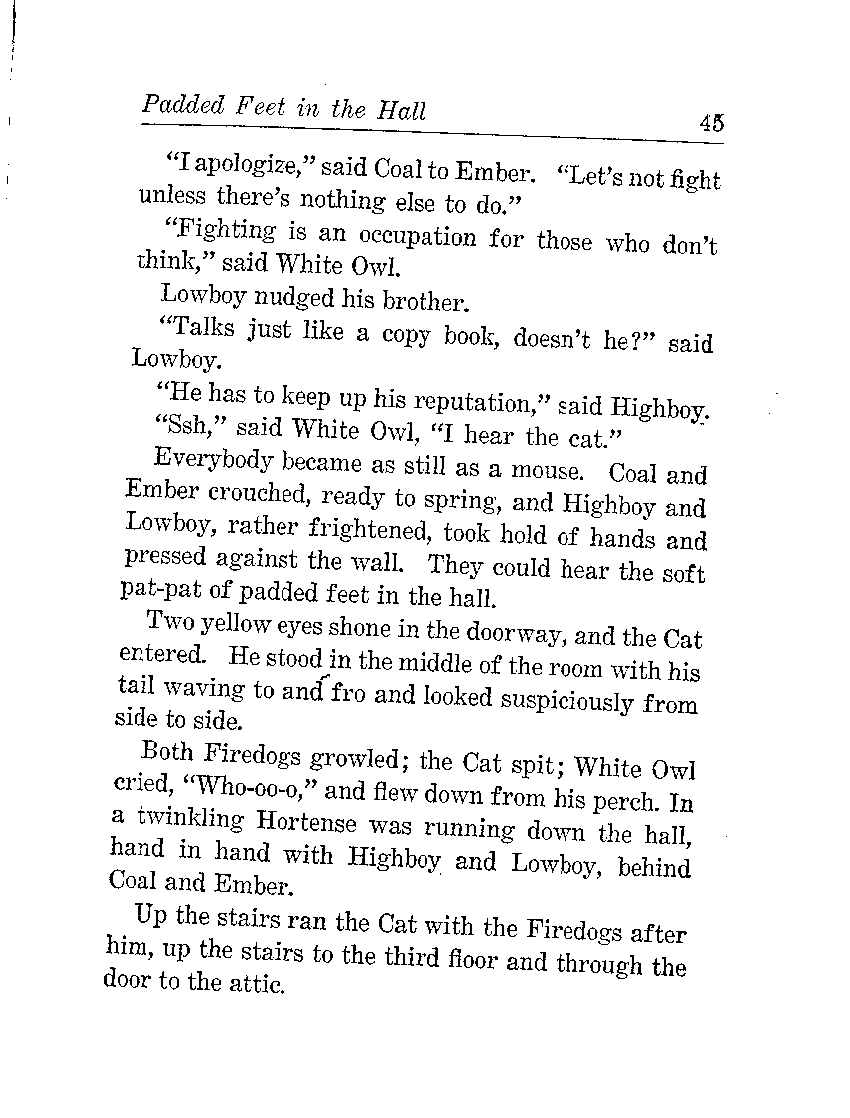 Padded Feet in the Hall 45
“I apologize,” said Coal to Ember. “Let’s not fight
unless there’s nothing else to do.”
“Fighting is an occupation for those who don’t
think,” said White Owl.
Lowboy nudged his brother.
“Talks just like a copy book, doesn’t he?” said
Lowboy.
“He has to keep up his reputation,” said Highboy.
“Ssh,” said White Owl, “I hear the cat.”
Everybody became as still as a mouse. Coal and
Ember crouched, ready to spring, and Highboy and
Lowboy, rather frightened, took hold of hands and
pressed against the wall. They could hear the soft
pat-pat of padded feet in the hall.
Two yellow eyes shone in the doorway, and the Cat
entered. He stood in the middle of the room with his
tail waving to and fro and looked suspiciously from
side to side.
Both Firedogs growled; the Cat spit; White Owl
cried, “Who-oo-o,” and flew down from his perch. In
a twinkling Hortense was running down the hall,
hand in hand with Highboy and Lowboy, behind
Coal and Ember.
Up the stairs ran the Cat with the Firedogs after
him, up the stairs to the third floor and through the
door to the attic.